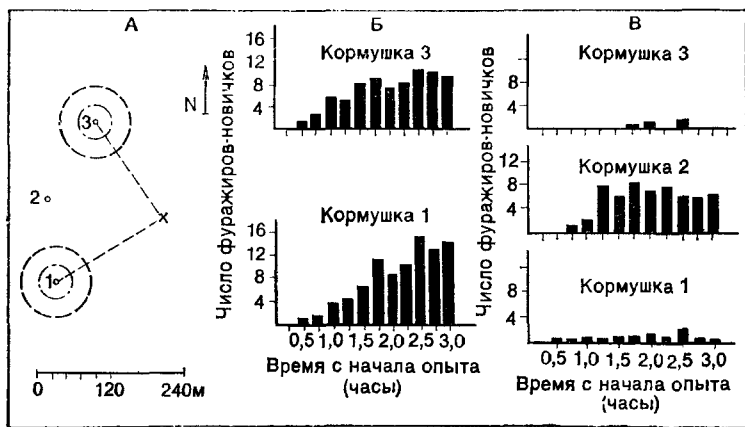 А
N
3
2
1
x
0 120 240м
Б
Число фуражиров-новичков
16
12
8
4
Кормушка 3
16
12
8
4
Кормушка 1
0,5 1,0 1,5 2,0 2,5 3,0
Время с начала опыта
(часы)
В
Число фуражиров-новичков
8
4
Кормушка 3
12
8
4
Кормушка 2
8
4
Кормушка 1
0,5 1,0 1,5 2,0 2,5 3,0
Время с начала опыта
(часы)